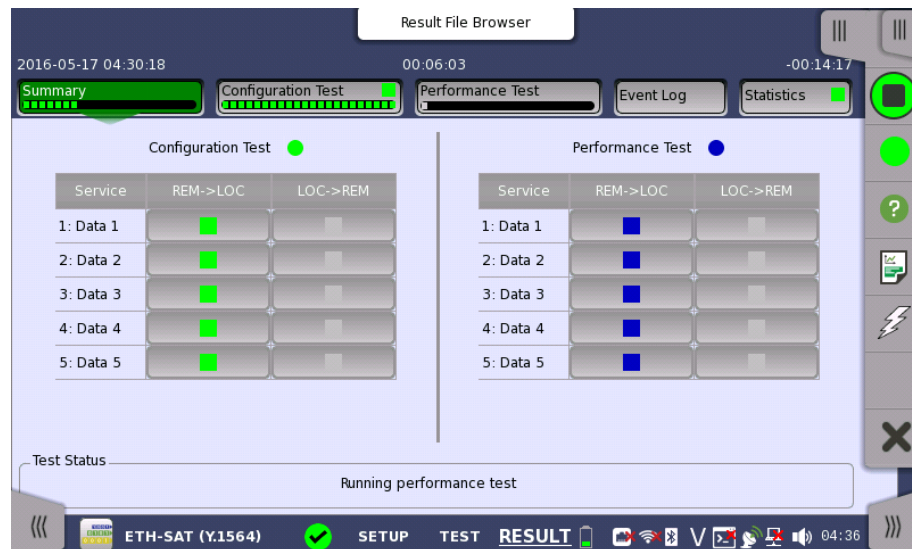 Result File Browser
2016-05-17 04:30:18 00:06:03 -00:14:17
Summary Configuration Test Performance Test Event Log Statistics
Configuration Test Performance Test
Service REM->LOC LOC->REM Service REM->LOC LOC->REM
1: Data 1 1: Data 1
2: Data 2 2: Data 2
3: Data 3 3: Data 3
4: Data 4 4: Data 4
5: Data 5 5: Data 5
Test Status
Running performance test
ETH-SAT (Y.1564) SETUP TEST RESULT V 04:36